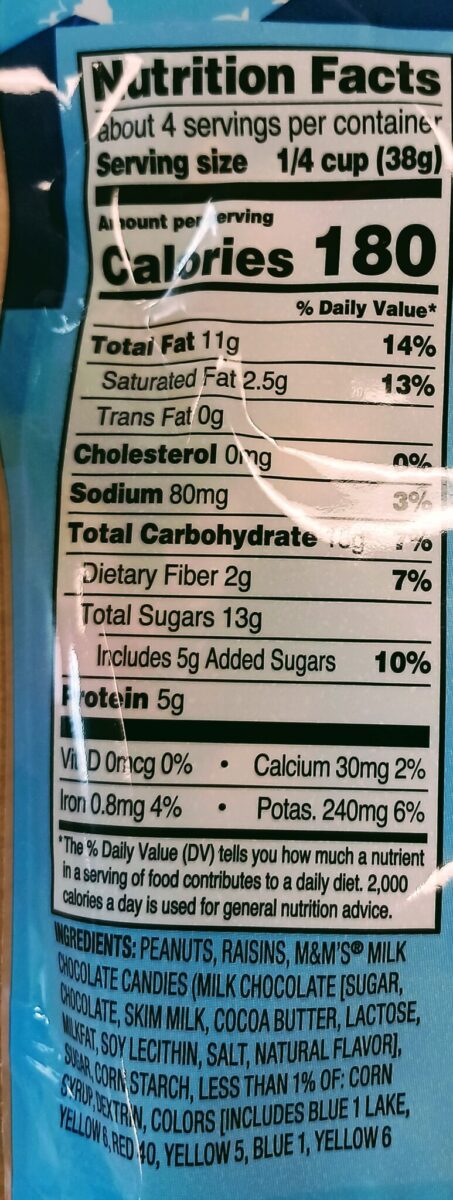 Nutrition Facts
about 4 servings per container
Serving size 1/4 cup (38g)
Amount per serving
Calories 180
% Daily Value*
Total Fat 11g 14%
Saturated Fat 2.5g 13%
Trans Fat 0g
Cholesterol 0mg 0%
Sodium 80mg 3%
Total Carbohydrate 7%
Dietary Fiber 2g 7%
Total Sugars 13g
Includes 5g Added Sugars 10%
Protein 5g
Vit. D 0mcg 0% • Calcium 30mg 2%
Iron 0.8mg 4% • Potas. 240mg 6%
*The % Daily Value (DV) tells you how much a nutrient
in a serving of food contributes to a daily diet. 2,000
calories a day is used for general nutrition advice.
INGREDIENTS: PEANUTS, RAISINS, M&M'S® MILK
CHOCOLATE CANDIES (MILK CHOCOLATE [SUGAR,
CHOCOLATE, SKIM MILK, COCOA BUTTER, LACTOSE,
MILKFAT, SOY LECITHIN, SALT, NATURAL FLAVOR],
SUGAR, CORN STARCH, LESS THAN 1% OF: CORN
SYRUP, DEXTRIN, COLORS [INCLUDES BLUE 1 LAKE,
YELLOW 6, RED 40, YELLOW 5, BLUE 1, YELLOW 6